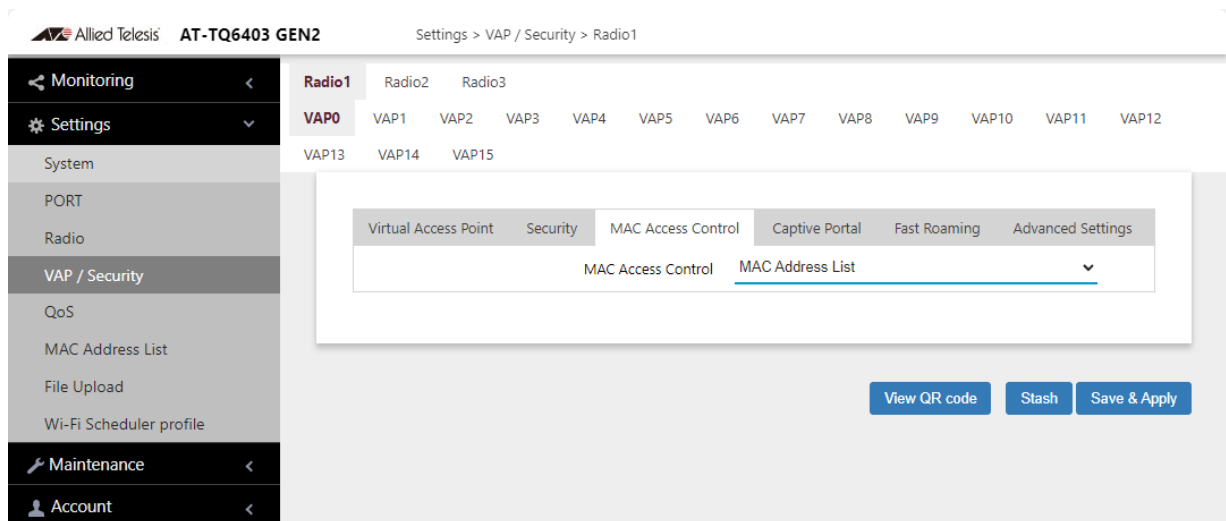 Allied Telesis AT-TQ6403 GEN2 Settings > VAP / Security > Radio1
Monitoring
Settings
System
PORT
Radio
VAP / Security
QoS
MAC Address List
File Upload
Wi-Fi Scheduler profile
Maintenance
Account
Radio1 Radio2 Radio3
VAP0 VAP1 VAP2 VAP3 VAP4 VAP5 VAP6 VAP7 VAP8 VAP9 VAP10 VAP11 VAP12
VAP13 VAP14 VAP15
Virtual Access Point Security MAC Access Control Captive Portal Fast Roaming Advanced Settings
MAC Access Control MAC Address List
View QR code Stash Save & Apply